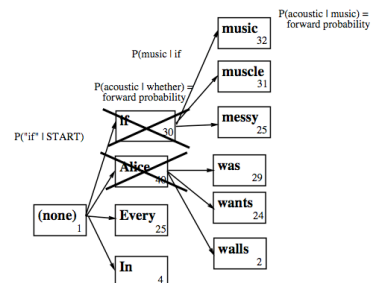 music
32
P(acoustic | music) =
forward probability
P(music | if
muscle
31
P(acoustic | whether) =
forward probability
messy
25
if
30
P("if" | START)
Alice
40
was
29
wants
24
(none)
1
Every
25
walls
2
In
4